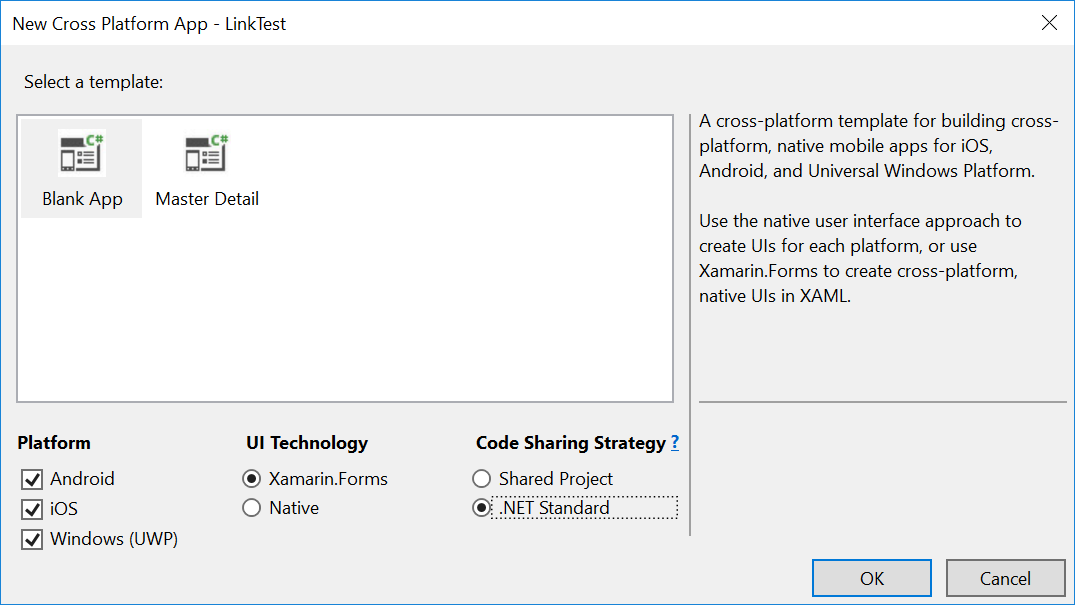 New Cross Platform App - LinkTest
Select a template:
C#
Blank App
C#
Master Detail
A cross-platform template for building cross-
platform, native mobile apps for iOS,
Android, and Universal Windows Platform.
Use the native user interface approach to
create UIs for each platform, or use
Xamarin.Forms to create cross-platform,
native UIs in XAML.
Platform
Android
iOS
Windows (UWP)
UI Technology
Xamarin.Forms
Native
Code Sharing Strategy ?
Shared Project
.NET Standard
OK
Cancel